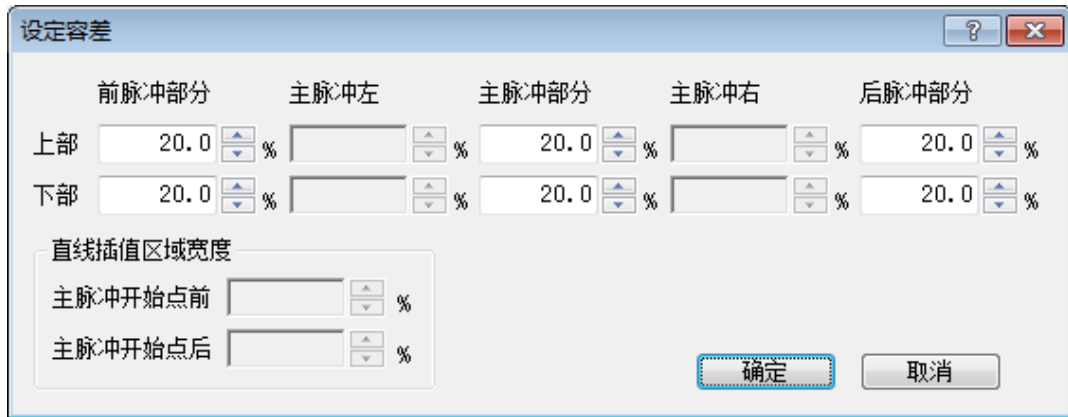 设定容差
前脉冲部分 主脉冲左 主脉冲部分 主脉冲右 后脉冲部分
上部 20.0 % % 20.0 % % 20.0 %
下部 20.0 % % 20.0 % % 20.0 %
直线插值区域宽度
主脉冲开始点前 %
主脉冲开始点后 %
确定 取消